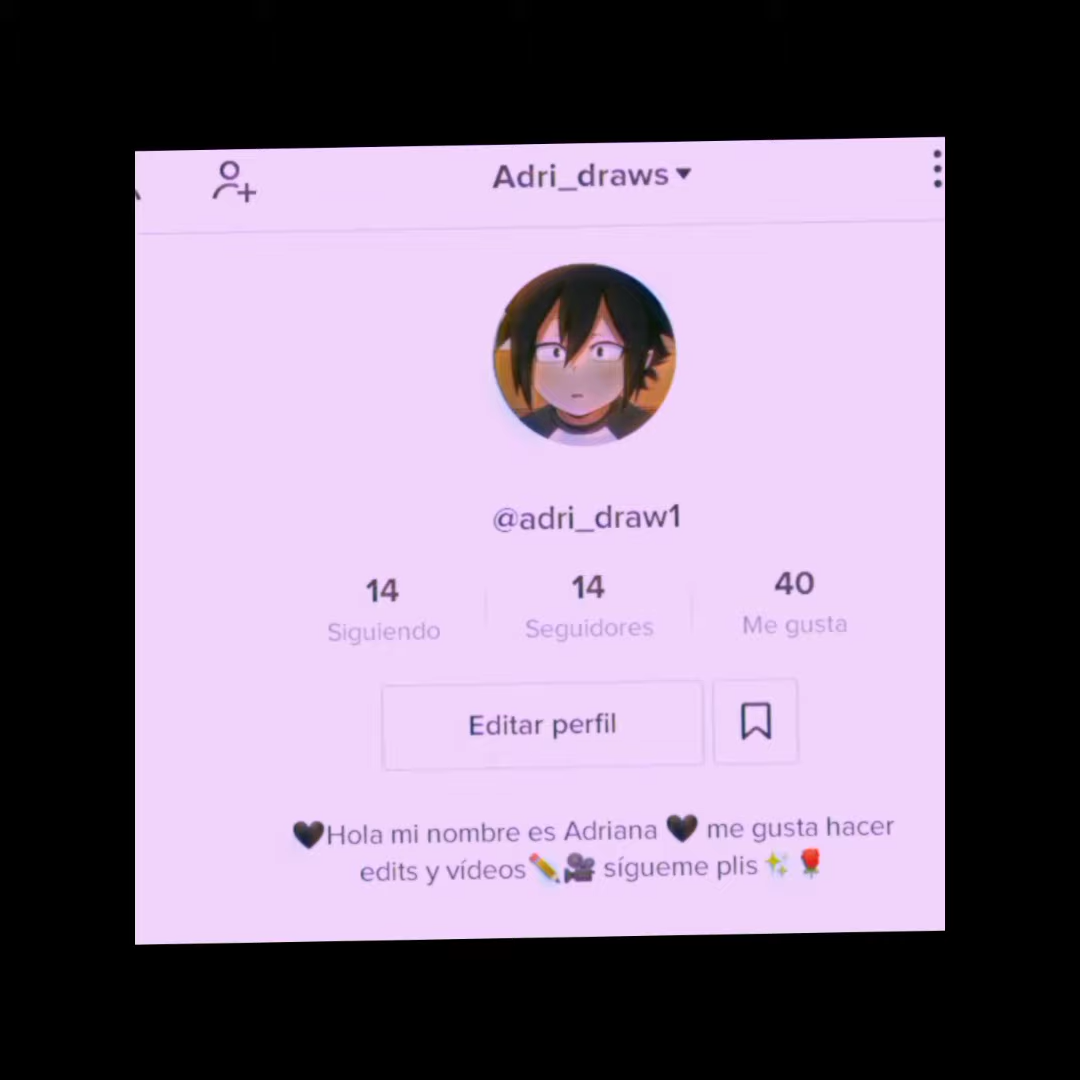 Adri_draws
@adri_draw1
14 14 40
Siguiendo Seguidores Me gusta
Editar perfil
🖤Hola mi nombre es Adriana 🖤 me gusta hacer
edits y vídeos✏️🎥 sígueme plis ✨🌹